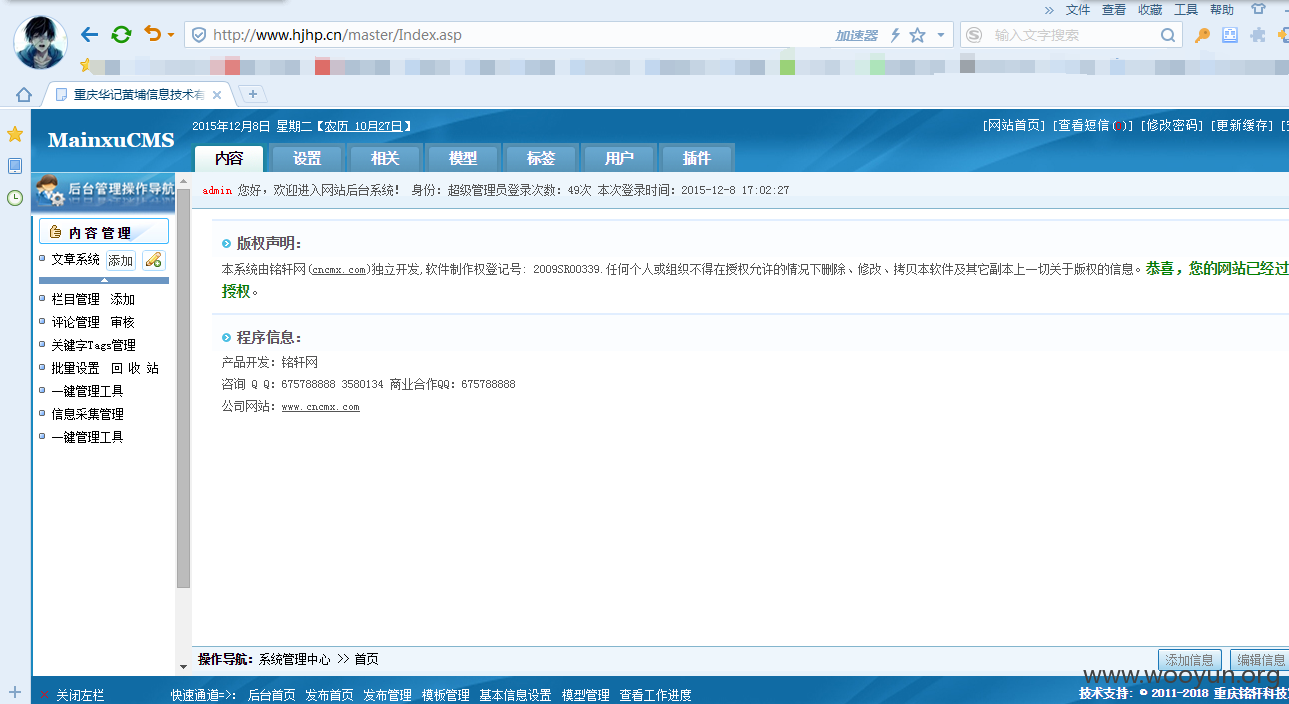 文件 查看 收藏 工具 帮助
http://www.hjhp.cn/master/Index.asp
加速器
输入文字搜索
重庆华记黄埔信息技术有
MainxuCMS
2015年12月8日 星期二【农历 10月27日】
[网站首页] [查看短信( )] [修改密码] [更新缓存] [
内容 设置 相关 模型 标签 用户 插件
后台管理操作导航
admin 您好，欢迎进入网站后台系统！ 身份：超级管理员登录次数：49次 本次登录时间：2015-12-8 17:02:27
内容管理
文章系统 添加
栏目管理 添加
评论管理 审核
关键字Tags管理
批量设置 回 收 站
一键管理工具
信息采集管理
一键管理工具
版权声明：
本系统由铭轩网(cncmx.com)独立开发,软件制作权登记号：2009SR00339.任何个人或组织不得在授权允许的情况下删除、修改、拷贝本软件及其它副本上一切关于版权的信息。恭喜，您的网站已经过
授权。
程序信息：
产品开发：铭轩网
咨询 Q Q：675788888 3580134 商业合作QQ：675788888
公司网站：www.cncmx.com
操作导航：系统管理中心 >> 首页
添加信息 编辑信息
www.wooyun.org
关闭左栏
快速通道=>： 后台首页 发布首页 发布管理 模板管理 基本信息设置 模型管理 查看工作进度
技术支持：© 2011-2018 重庆铭轩科技